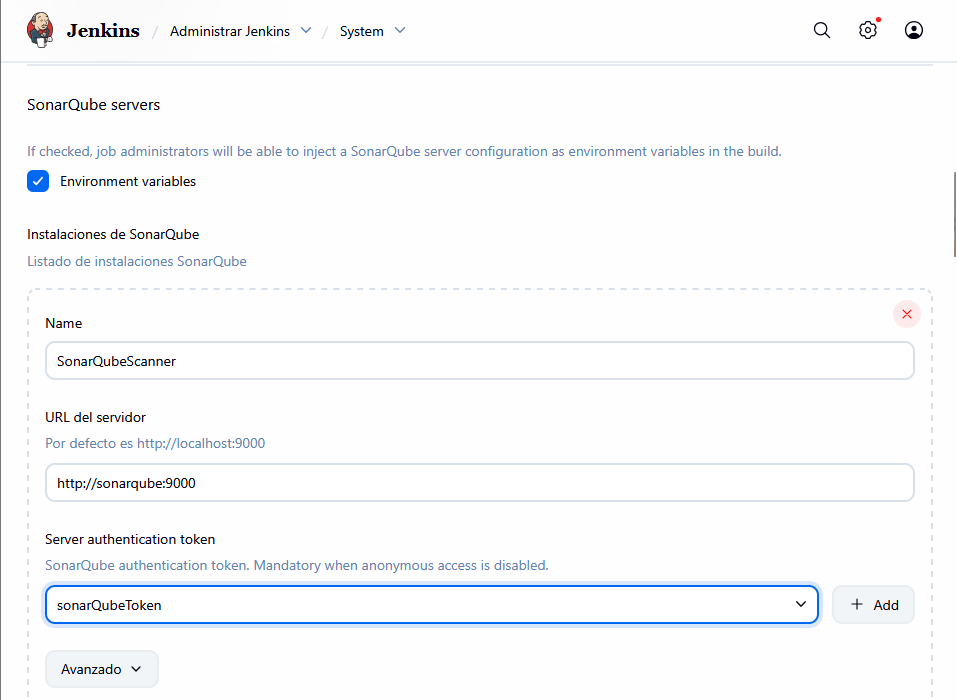 Jenkins / Administrar Jenkins / System
SonarQube servers
If checked, job administrators will be able to inject a SonarQube server configuration as environment variables in the build.
Environment variables
Instalaciones de SonarQube
Listado de instalaciones SonarQube
Name
SonarQubeScanner
URL del servidor
Por defecto es http://localhost:9000
http://sonarqube:9000
Server authentication token
SonarQube authentication token. Mandatory when anonymous access is disabled.
sonarQubeToken
+ Add
Avanzado